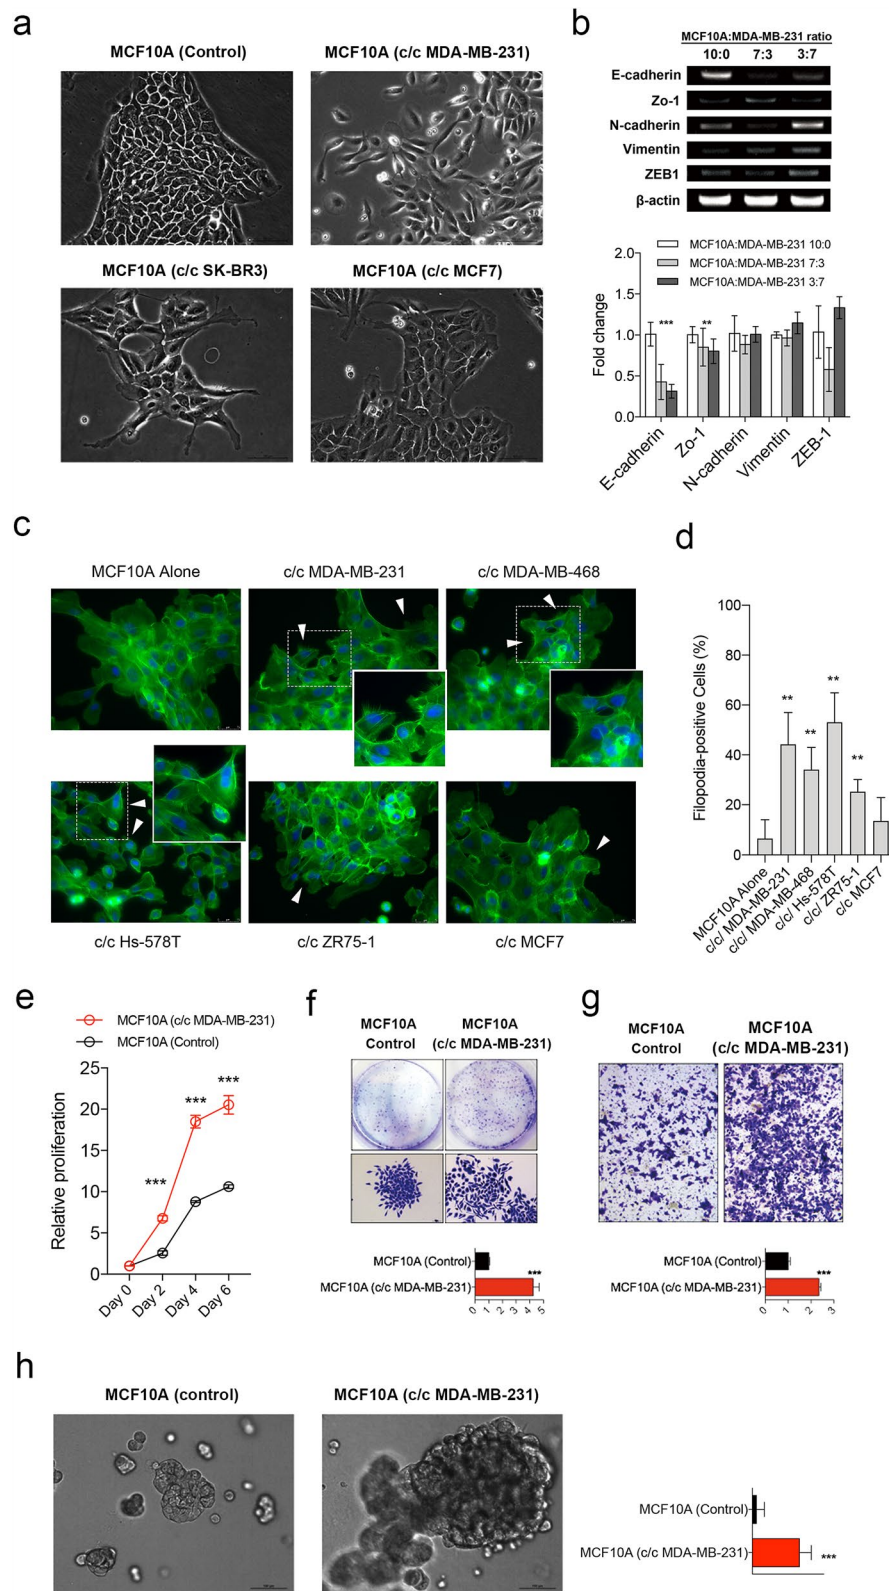 a
MCF10A (Control)
MCF10A (c/c MDA-MB-231)
MCF10A (c/c SK-BR3)
MCF10A (c/c MCF7)
b
MCF10A:MDA-MB-231 ratio
10:0 7:3 3:7
E-cadherin
Zo-1
N-cadherin
Vimentin
ZEB1
β-actin
MCF10A:MDA-MB-231 10:0
MCF10A:MDA-MB-231 7:3
MCF10A:MDA-MB-231 3:7
Fold change
2.0
1.5
1.0
0.5
0.0
*** **
E-cadherin
Zo-1
N-cadherin
Vimentin
ZEB-1
c
MCF10A Alone
c/c MDA-MB-231
c/c MDA-MB-468
c/c Hs-578T
c/c ZR75-1
c/c MCF7
d
Filopodia-positive Cells (%)
100
80
60
40
20
0
** ** ** **
MCF10A Alone
c/c/ MDA-MB-231
c/c/ MDA-MB-468
c/c/ Hs-578T
c/c/ ZR75-1
c/c MCF7
e
MCF10A (c/c MDA-MB-231)
MCF10A (Control)
Relative proliferation
25
20
15
10
5
0
*** *** ***
Day 0
Day 2
Day 4
Day 6
f
MCF10A
Control
MCF10A
(c/c MDA-MB-231)
MCF10A (Control)
MCF10A (c/c MDA-MB-231)
***
0 1 2 3 4 5
g
MCF10A
Control
MCF10A
(c/c MDA-MB-231)
MCF10A (Control)
MCF10A (c/c MDA-MB-231)
***
0 1 2 3
h
MCF10A (control)
MCF10A (c/c MDA-MB-231)
MCF10A (Control)
MCF10A (c/c MDA-MB-231)
***